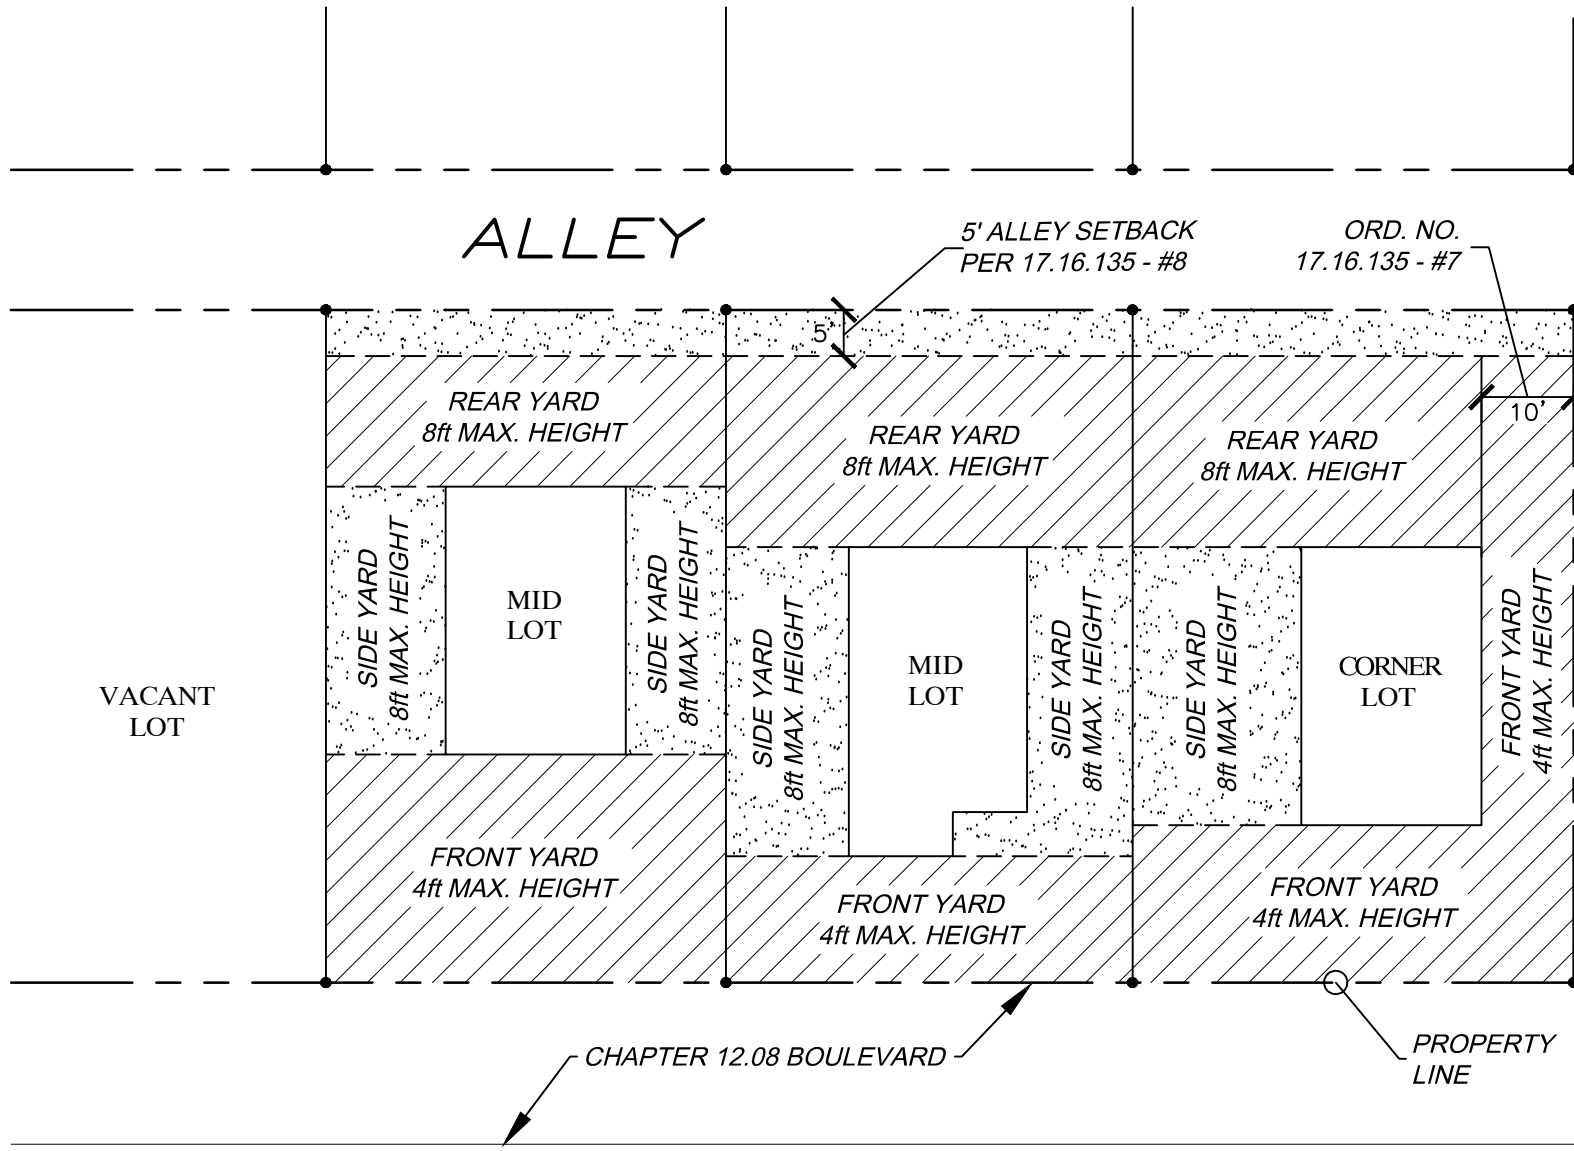 ALLEY
5' ALLEY SETBACK
PER 17.16.135 - #8
ORD. NO.
17.16.135 - #7
5'
10'
REAR YARD
8ft MAX. HEIGHT
REAR YARD
8ft MAX. HEIGHT
REAR YARD
8ft MAX. HEIGHT
VACANT
LOT
SIDE YARD
8ft MAX. HEIGHT
MID
LOT
SIDE YARD
8ft MAX. HEIGHT
SIDE YARD
8ft MAX. HEIGHT
MID
LOT
SIDE YARD
8ft MAX. HEIGHT
SIDE YARD
8ft MAX. HEIGHT
CORNER
LOT
FRONT YARD
4ft MAX. HEIGHT
FRONT YARD
4ft MAX. HEIGHT
FRONT YARD
4ft MAX. HEIGHT
FRONT YARD
4ft MAX. HEIGHT
CHAPTER 12.08 BOULEVARD
PROPERTY
LINE